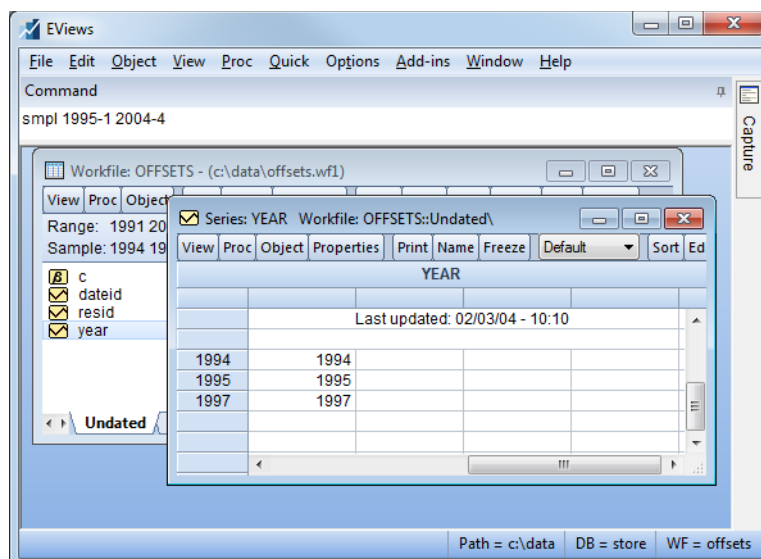 EViews
File Edit Object View Proc Quick Options Add-ins Window Help
Command
smpl 1995-1 2004-4
Capture
Workfile: OFFSETS - (c:\data\offsets.wf1)
View Proc Object
Range: 1991 20
Sample: 1994 19
β c
dateid
resid
year
Undated
Series: YEAR Workfile: OFFSETS::Undated\
View Proc Object Properties Print Name Freeze Default Sort Ed
YEAR
Last updated: 02/03/04 - 10:10
1994 1994
1995 1995
1997 1997
Path = c:\data DB = store WF = offsets